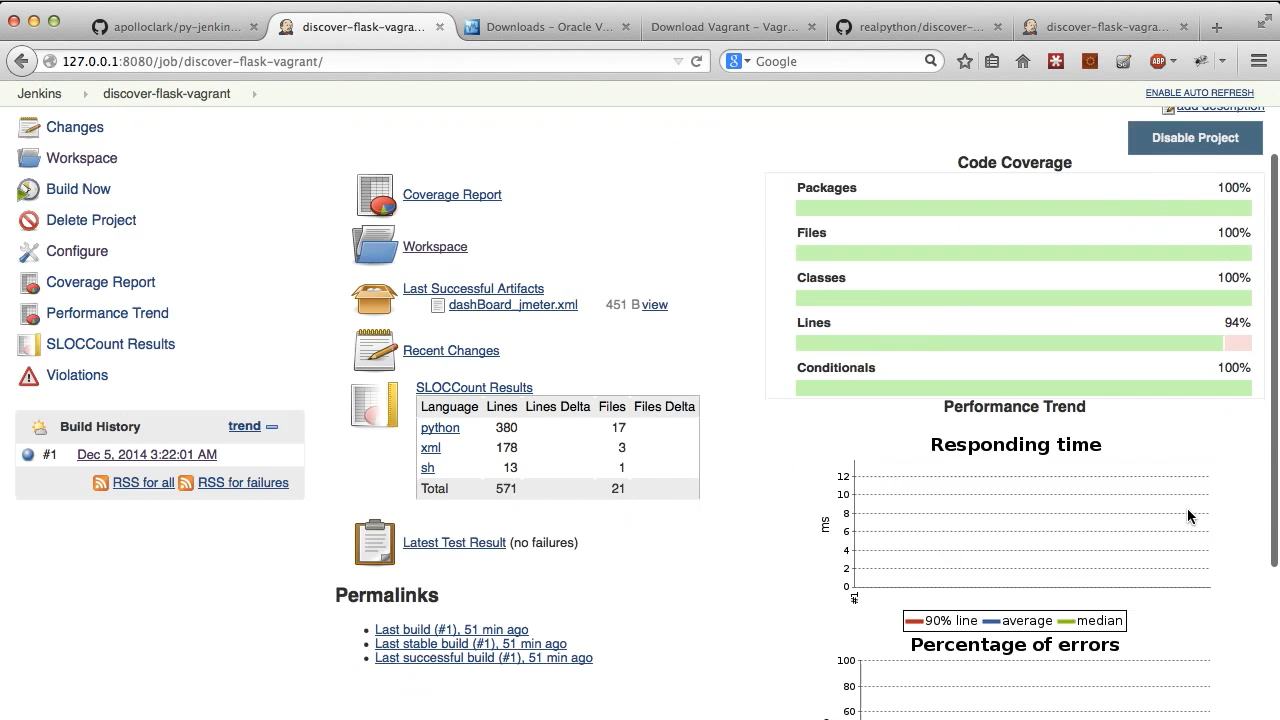 apolloclark/py-jenkin...
discover-flask-vagra...
Downloads – Oracle V...
Download Vagrant - Vagr...
realpython/discover-...
discover-flask-vagra...
127.0.0.1:8080/job/discover-flask-vagrant/
Google
ABP
Jenkins
discover-flask-vagrant
ENABLE AUTO REFRESH
add description
Disable Project
Changes
Workspace
Build Now
Delete Project
Configure
Coverage Report
Performance Trend
SLOCCount Results
Violations
Build History
trend
#1 Dec 5, 2014 3:22:01 AM
RSS for all RSS for failures
Coverage Report
Workspace
Last Successful Artifacts
dashBoard_jmeter.xml 451 B view
Recent Changes
SLOCCount Results
Language Lines Lines Delta Files Files Delta
python 380 17
xml 178 3
sh 13 1
Total 571 21
Latest Test Result (no failures)
Permalinks
Last build (#1), 51 min ago
Last stable build (#1), 51 min ago
Last successful build (#1), 51 min ago
Code Coverage
Packages 100%
Files 100%
Classes 100%
Lines 94%
Conditionals 100%
Performance Trend
Responding time
12
10
8
6
4
2
0
ms
#1
90% line average median
Percentage of errors
100
80
60